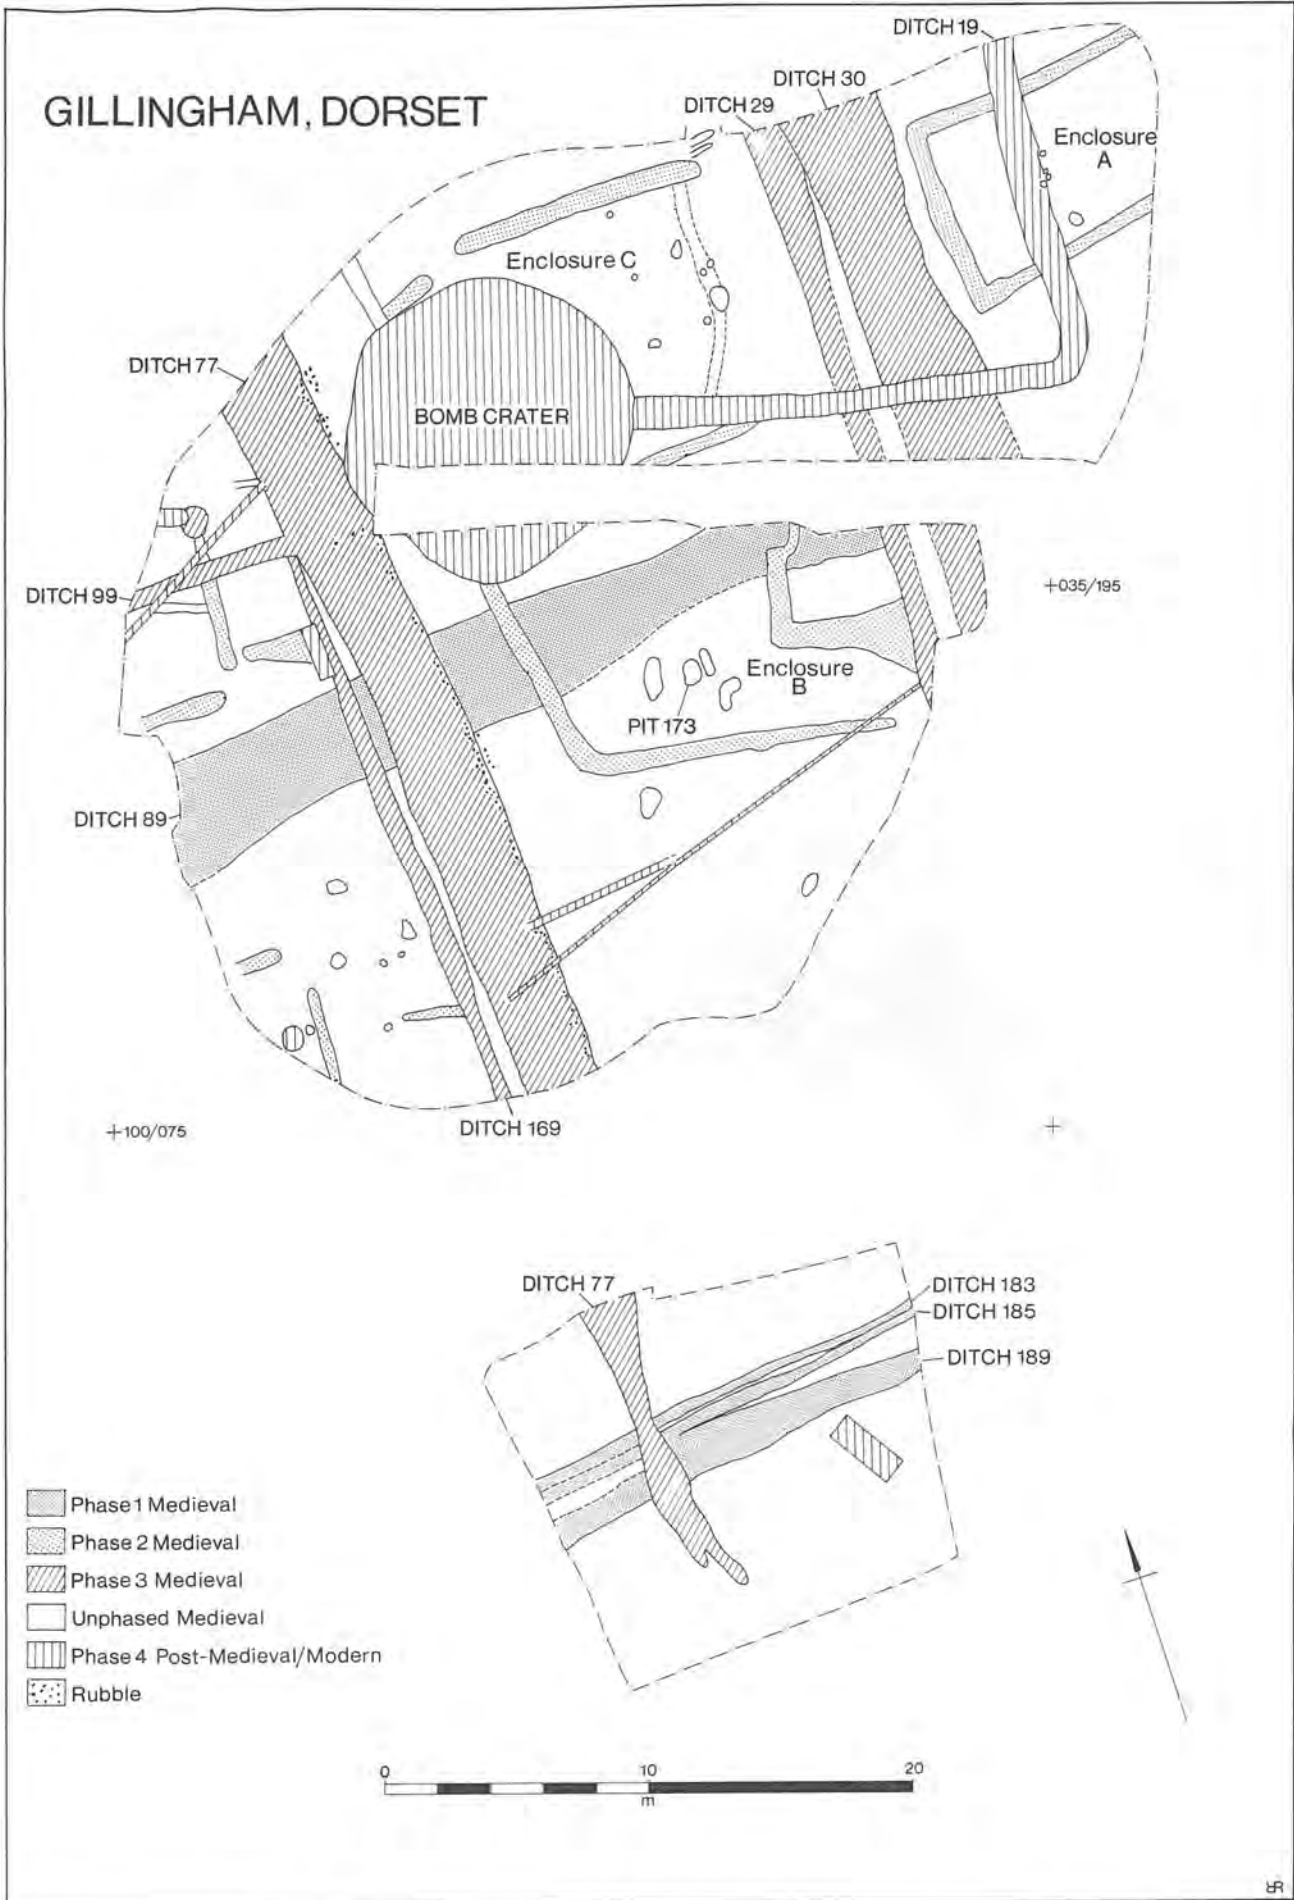 DITCH 19
DITCH 30
DITCH 29
GILLINGHAM, DORSET
Enclosure
A
Enclosure C
DITCH 77
BOMB CRATER
DITCH 99
+035/195
Enclosure
B
PIT 173
DITCH 89
+100/075
DITCH 169
+
DITCH 77
DITCH 183
DITCH 185
DITCH 189
Phase 1 Medieval
Phase 2 Medieval
Phase 3 Medieval
Unphased Medieval
Phase 4 Post-Medieval/Modern
Rubble
0 10 20
m